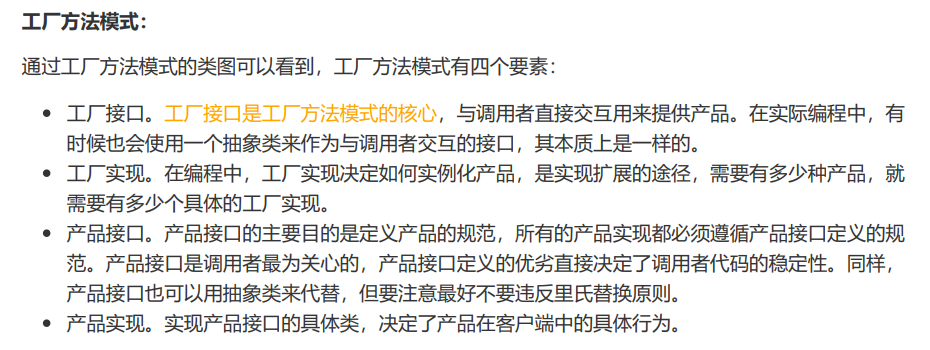 工厂方法模式：
通过工厂方法模式的类图可以看到，工厂方法模式有四个要素：
工厂接口。工厂接口是工厂方法模式的核心，与调用者直接交互用来提供产品。在实际编程中，有
时候也会使用一个抽象类来作为与调用者交互的接口，其本质上是一样的。
工厂实现。在编程中，工厂实现决定如何实例化产品，是实现扩展的途径，需要有多少种产品，就
需要有多少个具体的工厂实现。
产品接口。产品接口的主要目的是定义产品的规范，所有的产品实现都必须遵循产品接口定义的规
范。产品接口是调用者最为关心的，产品接口定义的优劣直接决定了调用者代码的稳定性。同样，
产品接口也可以用抽象类来代替，但要注意最好不要违反里氏替换原则。
产品实现。实现产品接口的具体类，决定了产品在客户端中的具体行为。